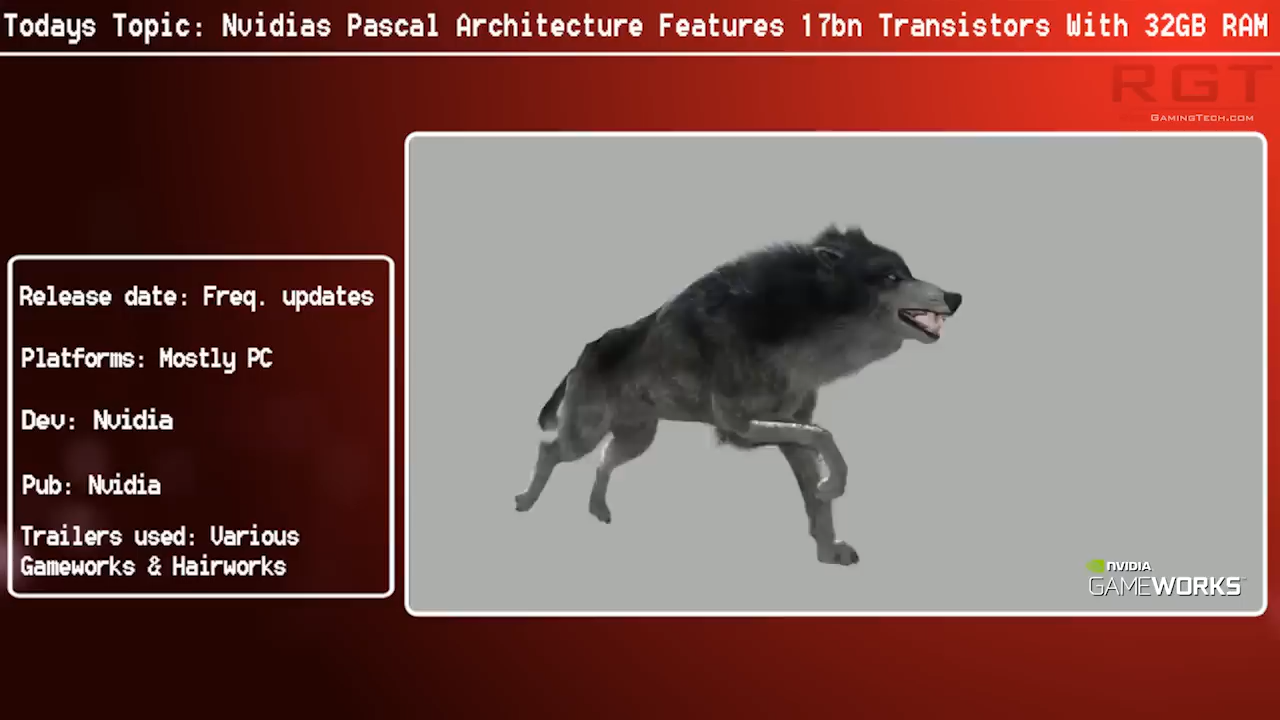 Todays Topic: Nvidias Pascal Architecture Features 17bn Transistors With 32GB RAM
RGT
GAMINGTECH.COM
Release date: Freq. updates
Platforms: Mostly PC
Dev: Nvidia
Pub: Nvidia
Trailers used: Various
Gameworks & Hairworks
NVIDIA
GAMEWORKS